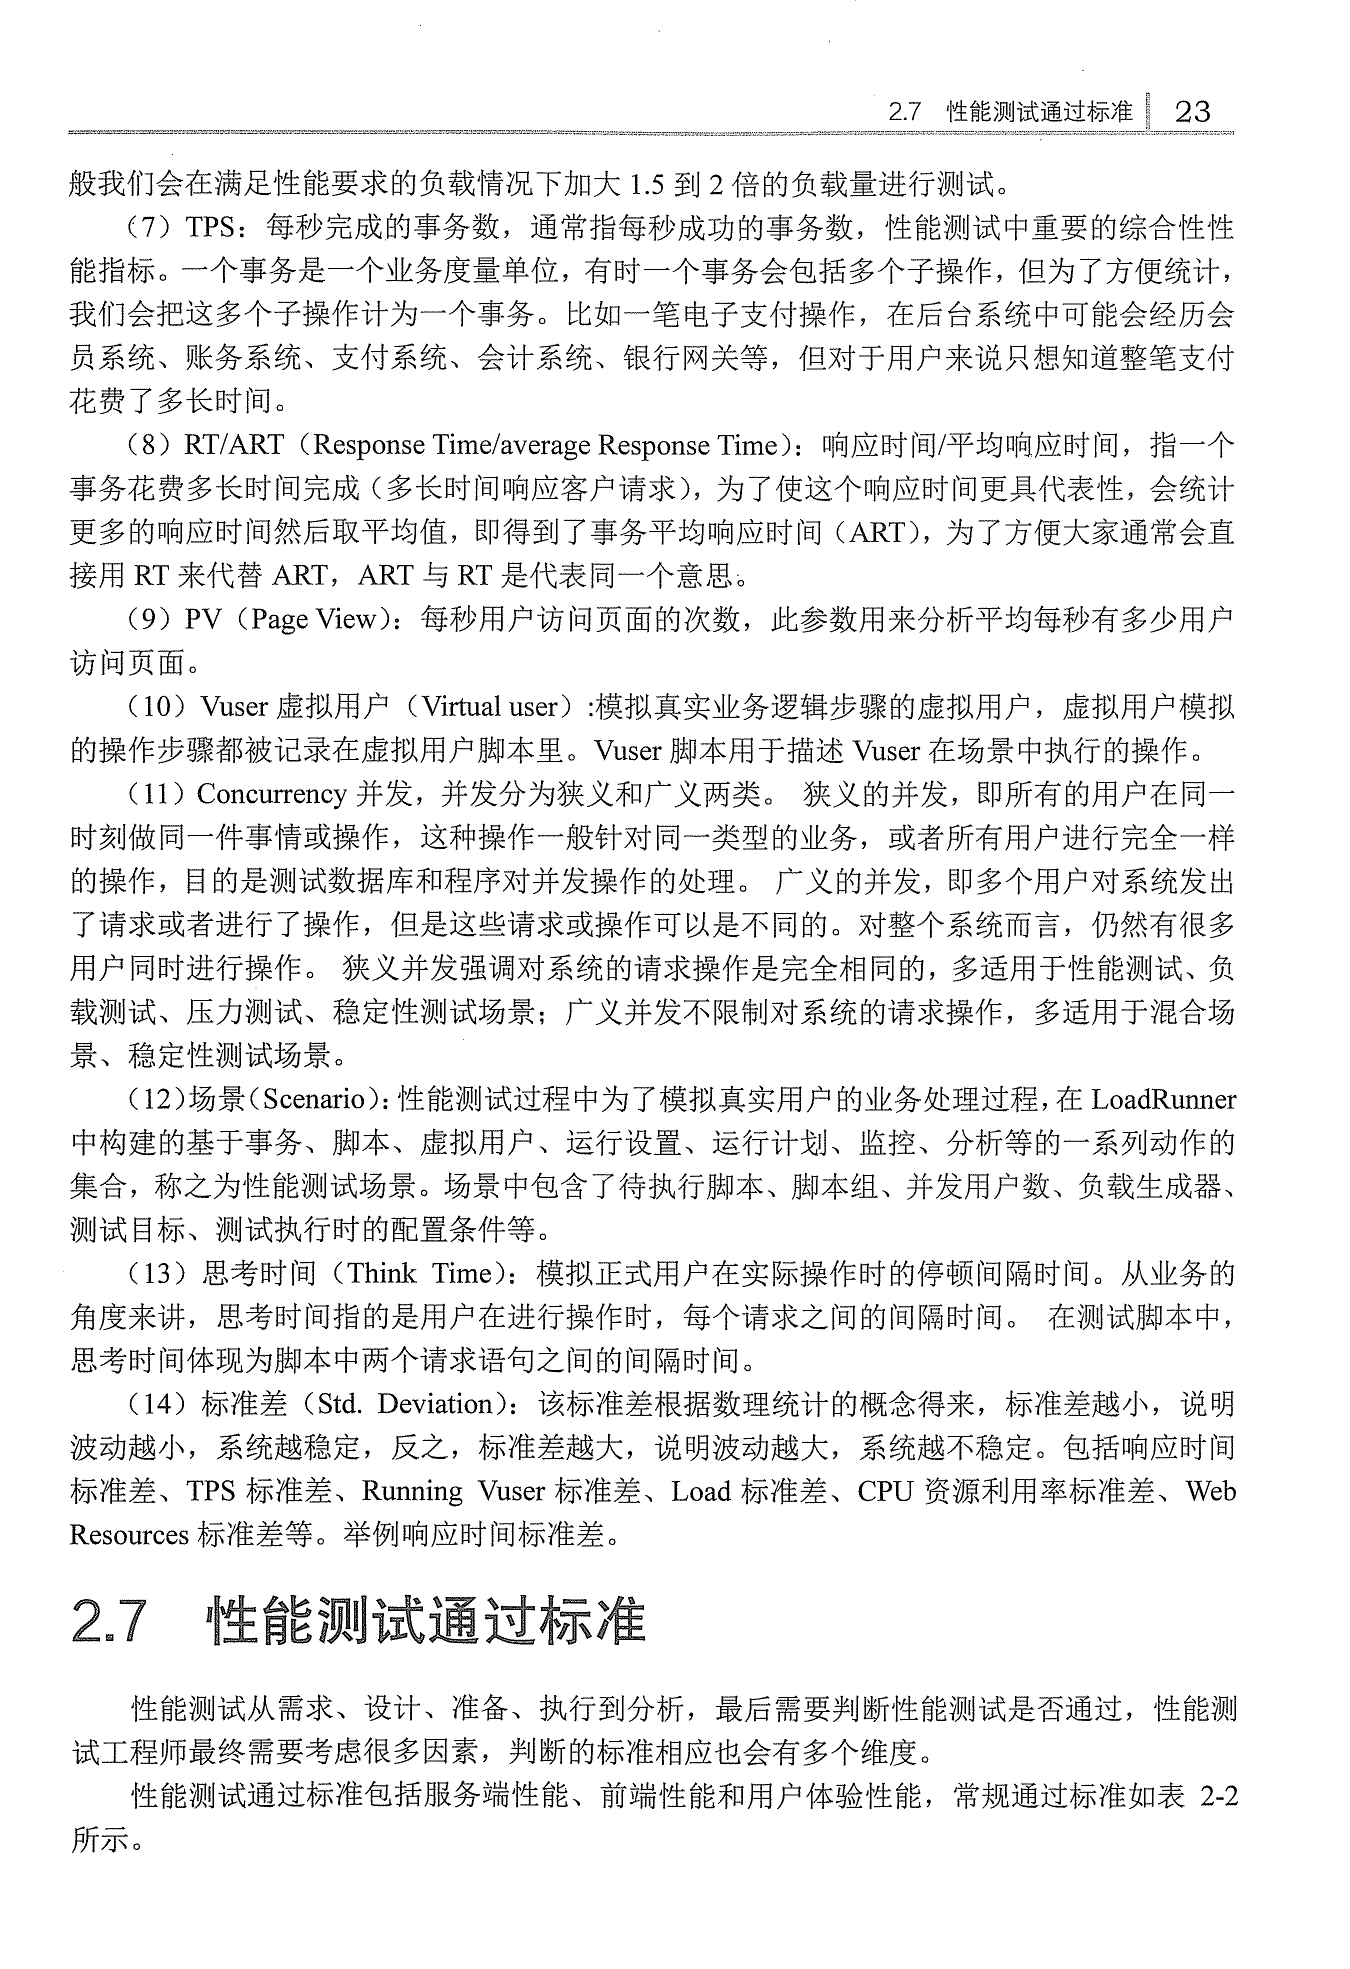 2.7 性能测试通过标准 23
般我们会在满足性能要求的负载情况下加大 1.5 到 2 倍的负载量进行测试。
（7）TPS：每秒完成的事务数，通常指每秒成功的事务数，性能测试中重要的综合性性
能指标。一个事务是一个业务度量单位，有时一个事务会包括多个子操作，但为了方便统计，
我们会把这多个子操作计为一个事务。比如一笔电子支付操作，在后台系统中可能会经历会
员系统、账务系统、支付系统、会计系统、银行网关等，但对于用户来说只想知道整笔支付
花费了多长时间。
（8）RT/ART（Response Time/average Response Time）：响应时间/平均响应时间，指一个
事务花费多长时间完成（多长时间响应客户请求），为了使这个响应时间更具代表性，会统计
更多的响应时间然后取平均值，即得到了事务平均响应时间（ART），为了方便大家通常会直
接用 RT 来代替 ART，ART 与 RT 是代表同一个意思。
（9）PV（Page View）：每秒用户访问页面的次数，此参数用来分析平均每秒有多少用户
访问页面。
（10）Vuser 虚拟用户（Virtual user）:模拟真实业务逻辑步骤的虚拟用户，虚拟用户模拟
的操作步骤都被记录在虚拟用户脚本里。Vuser 脚本用于描述 Vuser 在场景中执行的操作。
（11）Concurrency 并发，并发分为狭义和广义两类。 狭义的并发，即所有的用户在同一
时刻做同一件事情或操作，这种操作一般针对同一类型的业务，或者所有用户进行完全一样
的操作，目的是测试数据库和程序对并发操作的处理。 广义的并发，即多个用户对系统发出
了请求或者进行了操作，但是这些请求或操作可以是不同的。对整个系统而言，仍然有很多
用户同时进行操作。 狭义并发强调对系统的请求操作是完全相同的，多适用于性能测试、负
载测试、压力测试、稳定性测试场景；广义并发不限制对系统的请求操作，多适用于混合场
景、稳定性测试场景。
（12）场景（Scenario）：性能测试过程中为了模拟真实用户的业务处理过程，在 LoadRunner
中构建的基于事务、脚本、虚拟用户、运行设置、运行计划、监控、分析等的一系列动作的
集合，称之为性能测试场景。场景中包含了待执行脚本、脚本组、并发用户数、负载生成器、
测试目标、测试执行时的配置条件等。
（13）思考时间（Think Time）：模拟正式用户在实际操作时的停顿间隔时间。从业务的
角度来讲，思考时间指的是用户在进行操作时，每个请求之间的间隔时间。 在测试脚本中，
思考时间体现为脚本中两个请求语句之间的间隔时间。
（14）标准差（Std. Deviation）：该标准差根据数理统计的概念得来，标准差越小，说明
波动越小，系统越稳定，反之，标准差越大，说明波动越大，系统越不稳定。包括响应时间
标准差、TPS 标准差、Running Vuser 标准差、Load 标准差、CPU 资源利用率标准差、Web
Resources 标准差等。举例响应时间标准差。
2.7 性能测试通过标准
性能测试从需求、设计、准备、执行到分析，最后需要判断性能测试是否通过，性能测
试工程师最终需要考虑很多因素，判断的标准相应也会有多个维度。
性能测试通过标准包括服务端性能、前端性能和用户体验性能，常规通过标准如表 2-2
所示。